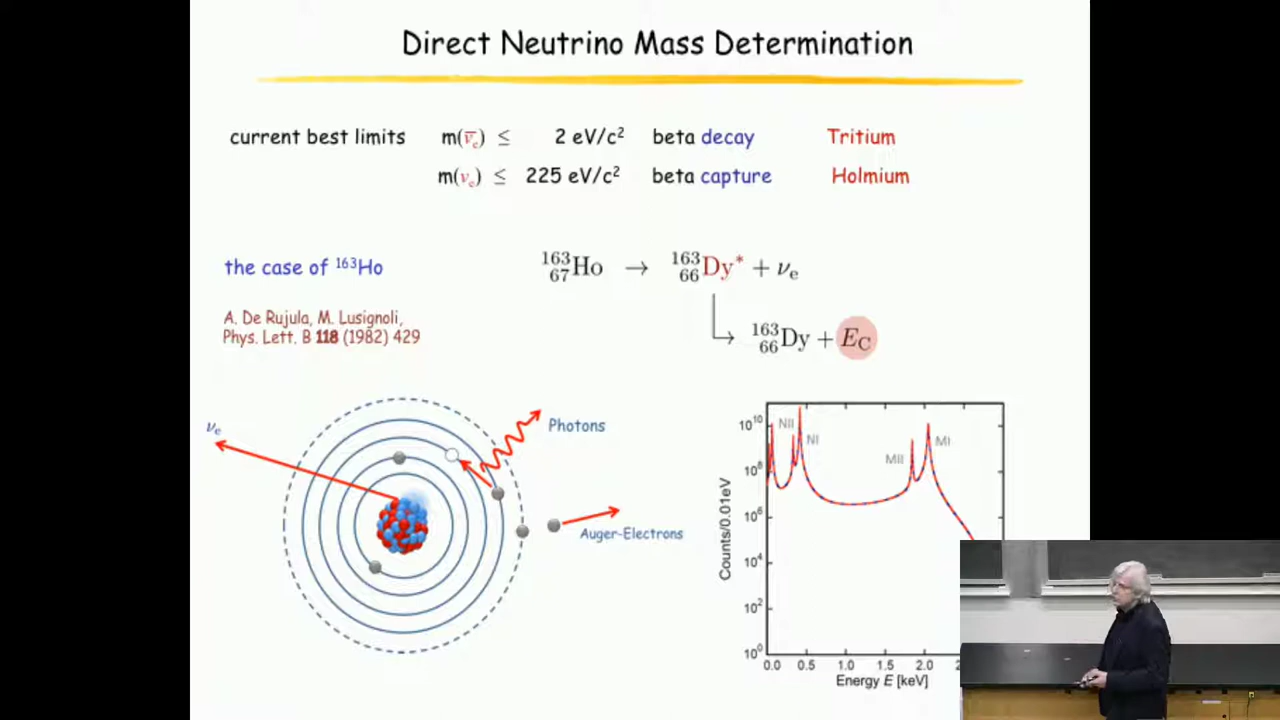 Direct Neutrino Mass Determination
current best limits m(ν̅ₑ) ≤ 2 eV/c² beta decay Tritium
m(νₑ) ≤ 225 eV/c² beta capture Holmium
the case of ¹⁶³Ho
¹⁶³₆₇Ho → ¹⁶³₆₆Dy* + νₑ
A. De Rujula, M. Lusignoli,
Phys. Lett. B 118 (1982) 429
¹⁶³₆₆Dy + E_C
νₑ
Photons
Auger-Electrons
Counts/0.01eV
10¹⁰
10⁸
10⁶
10⁴
10²
10⁰
NII
NI
MII
MI
0.0 0.5 1.0 1.5 2.0
Energy E [keV]